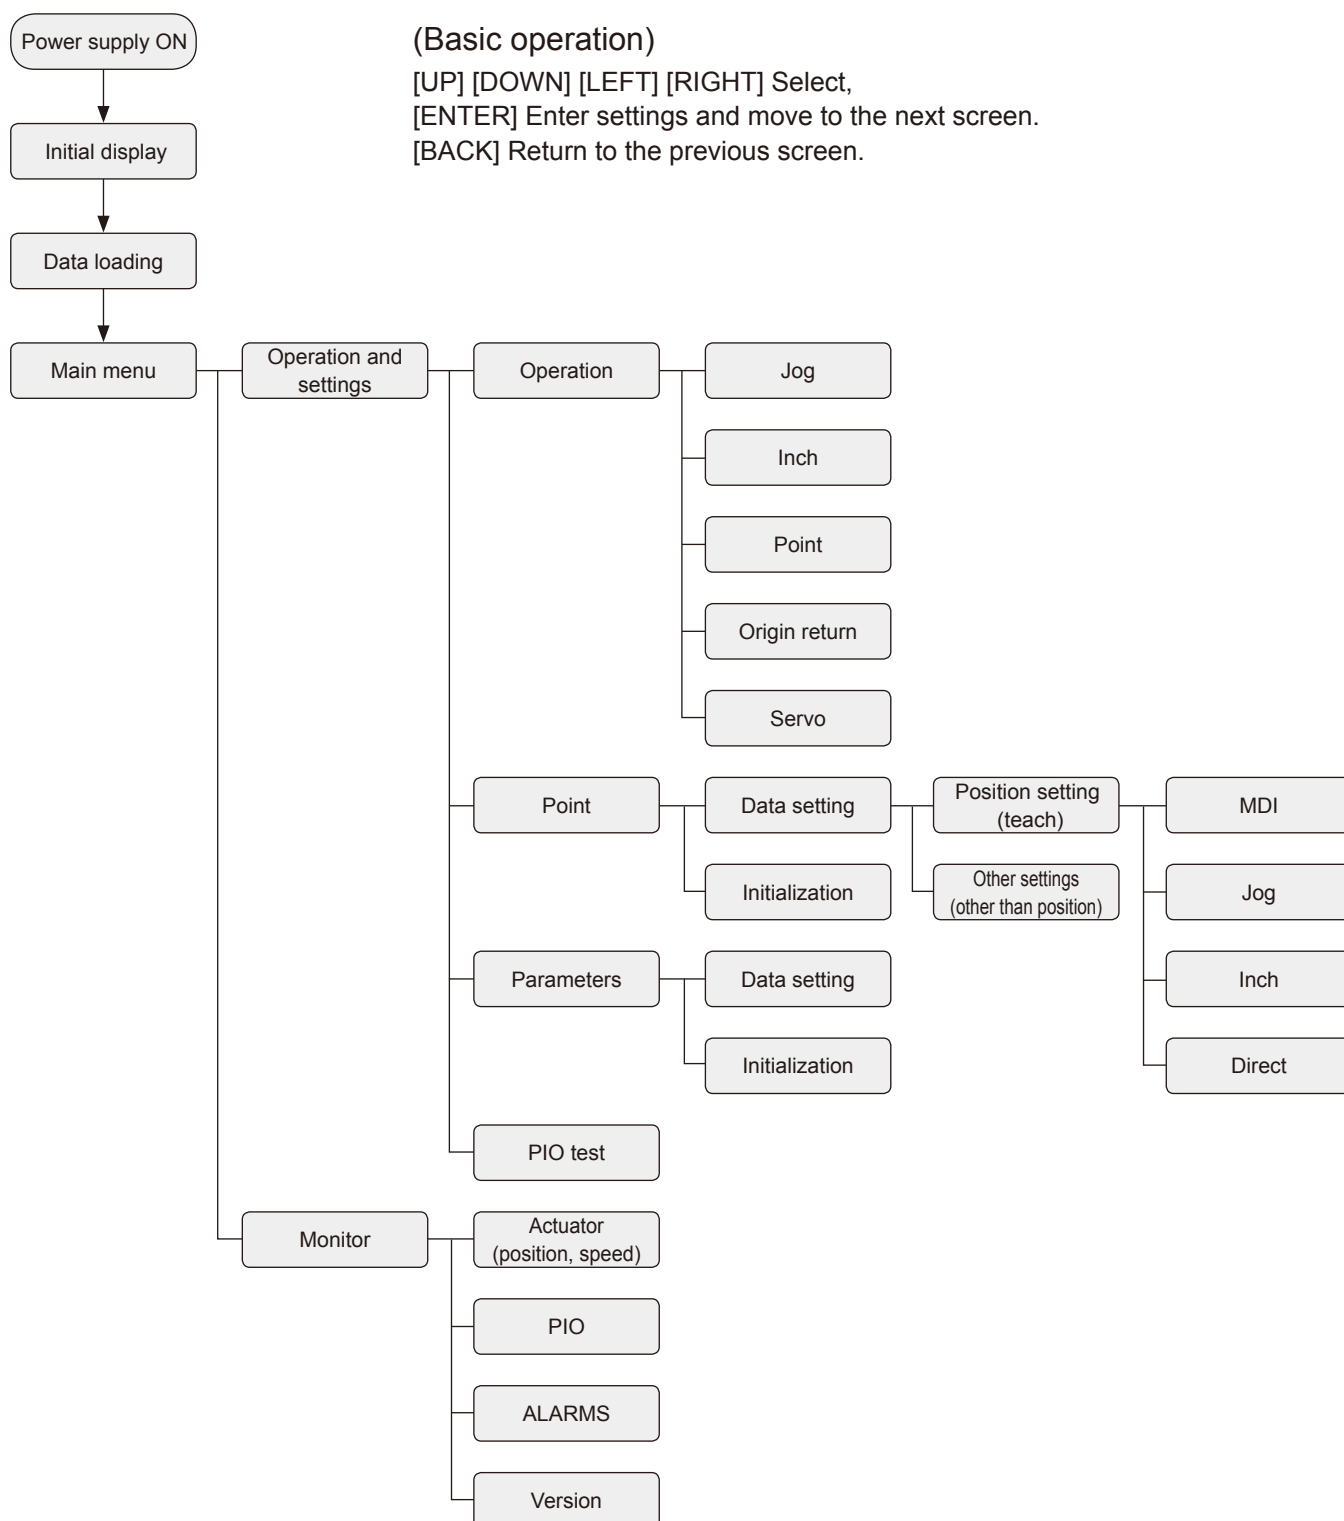 Power supply ON
(Basic operation)
[UP] [DOWN] [LEFT] [RIGHT] Select,
[ENTER] Enter settings and move to the next screen.
[BACK] Return to the previous screen.
Initial display
Data loading
Main menu
Operation and
settings
Operation
Jog
Inch
Point
Origin return
Servo
Point
Data setting
Position setting
(teach)
MDI
Initialization
Other settings
(other than position)
Jog
Parameters
Data setting
Inch
Initialization
Direct
PIO test
Monitor
Actuator
(position, speed)
PIO
ALARMS
Version